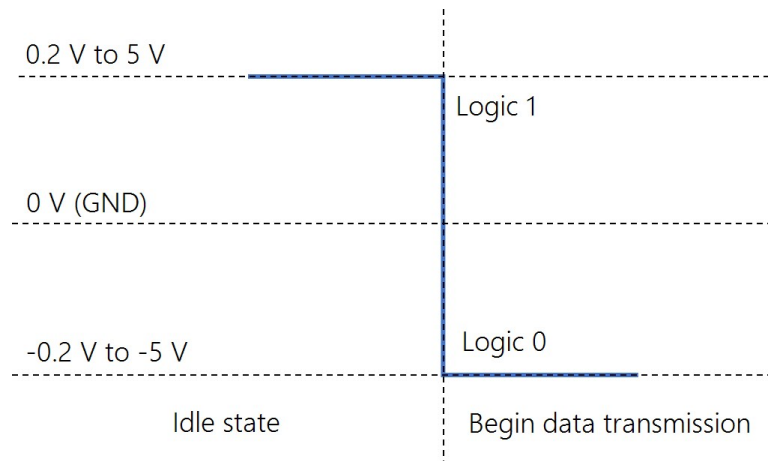 0.2 V to 5 V
Logic 1
0 V (GND)
Logic 0
-0.2 V to -5 V
Idle state
Begin data transmission